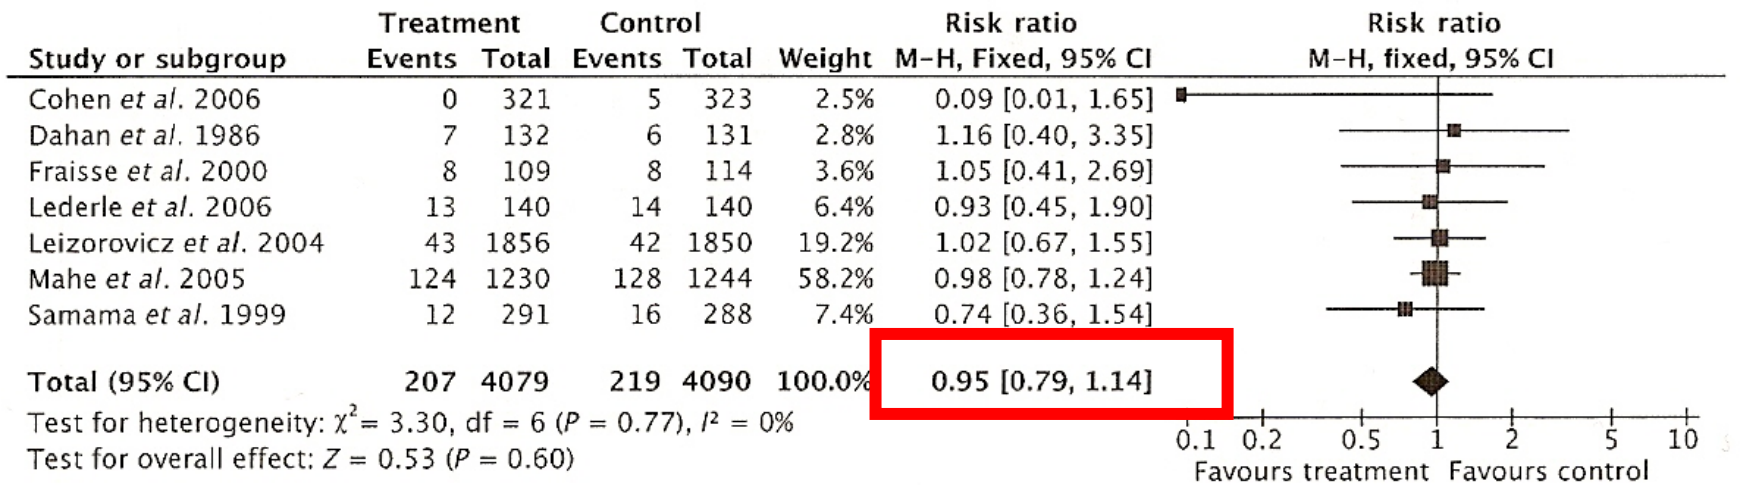 Treatment Control Risk ratio Risk ratio
Study or subgroup Events Total Events Total Weight M-H, Fixed, 95% CI M-H, fixed, 95% CI
Cohen et al. 2006 0 321 5 323 2.5% 0.09 [0.01, 1.65]
Dahan et al. 1986 7 132 6 131 2.8% 1.16 [0.40, 3.35]
Fraisse et al. 2000 8 109 8 114 3.6% 1.05 [0.41, 2.69]
Lederle et al. 2006 13 140 14 140 6.4% 0.93 [0.45, 1.90]
Leizorovicz et al. 2004 43 1856 42 1850 19.2% 1.02 [0.67, 1.55]
Mahe et al. 2005 124 1230 128 1244 58.2% 0.98 [0.78, 1.24]
Samama et al. 1999 12 291 16 288 7.4% 0.74 [0.36, 1.54]
Total (95% CI) 207 4079 219 4090 100.0% 0.95 [0.79, 1.14]
Test for heterogeneity: χ²= 3.30, df = 6 (P = 0.77), I² = 0%
0.1 0.2 0.5 1 2 5 10
Test for overall effect: Z = 0.53 (P = 0.60)
Favours treatment Favours control